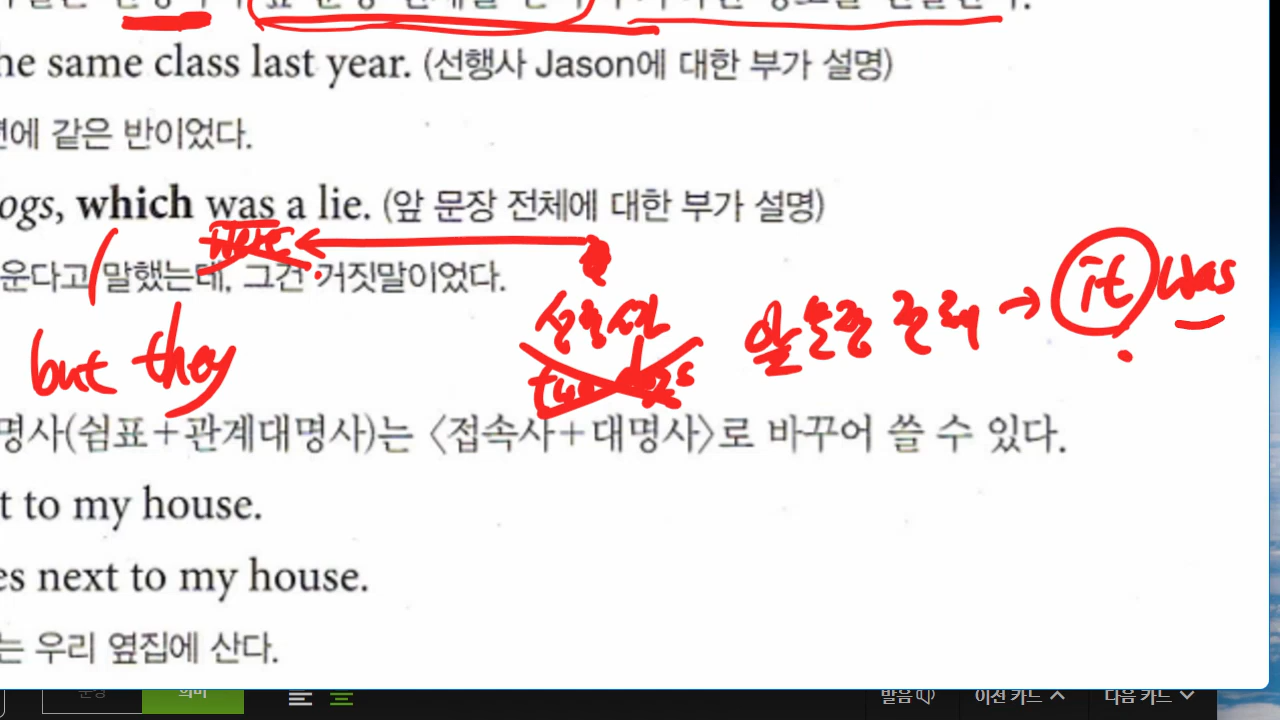 he same class last year. (선행사 Jason에 대한 부가 설명)
에 같은 반이었다.
ogs, which was a lie. (앞 문장 전체에 대한 부가 설명)
were
운다고 말했는데, 그건 거짓말이었다.
선행사
앞 문장 전체 → it was
but they
two dogs
명사(쉼표+관계대명사)는 〈접속사+대명사〉로 바꾸어 쓸 수 있다.
t to my house.
es next to my house.
는 우리 옆집에 산다.
발음 이전 카드 다음 카드